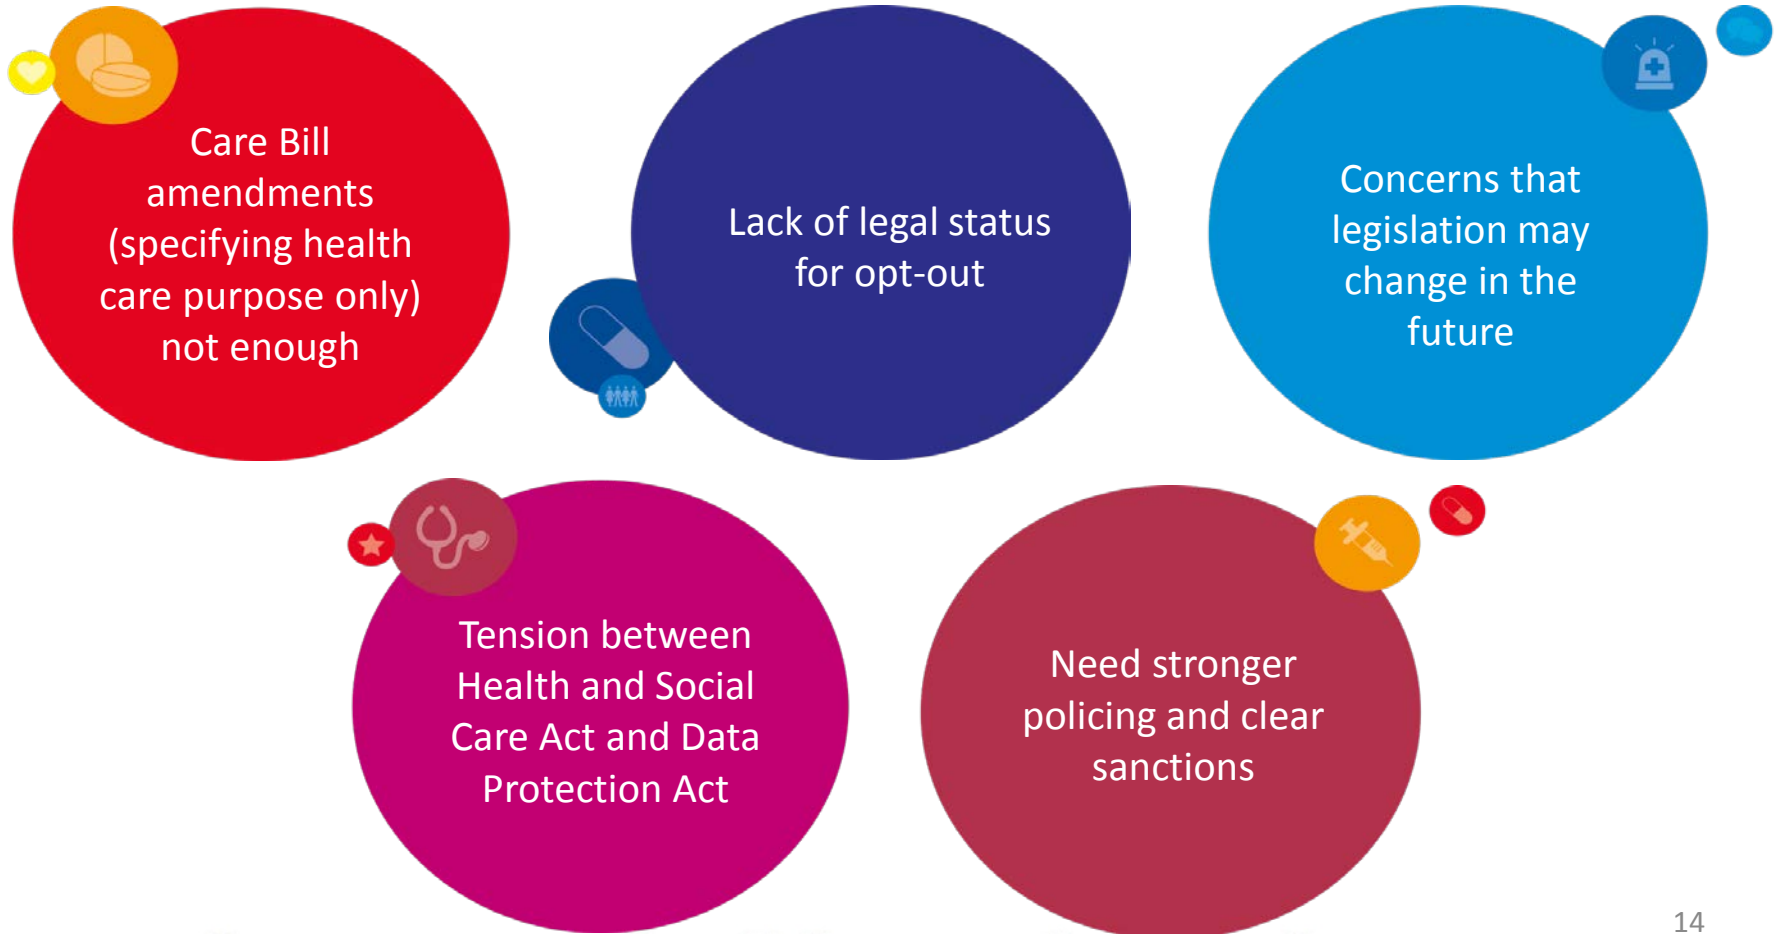 Care Bill
amendments
(specifying health
care purpose only)
not enough
Lack of legal status
for opt-out
Concerns that
legislation may
change in the
future
Tension between
Health and Social
Care Act and Data
Protection Act
Need stronger
policing and clear
sanctions
14